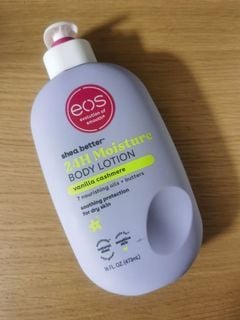 eos
evolution of
smooth®
shea better™
24H Moisture
BODY LOTION
vanilla cashmere
7 nourishing oils + butters
soothing protection
for dry skin
16 FL OZ (473mL)